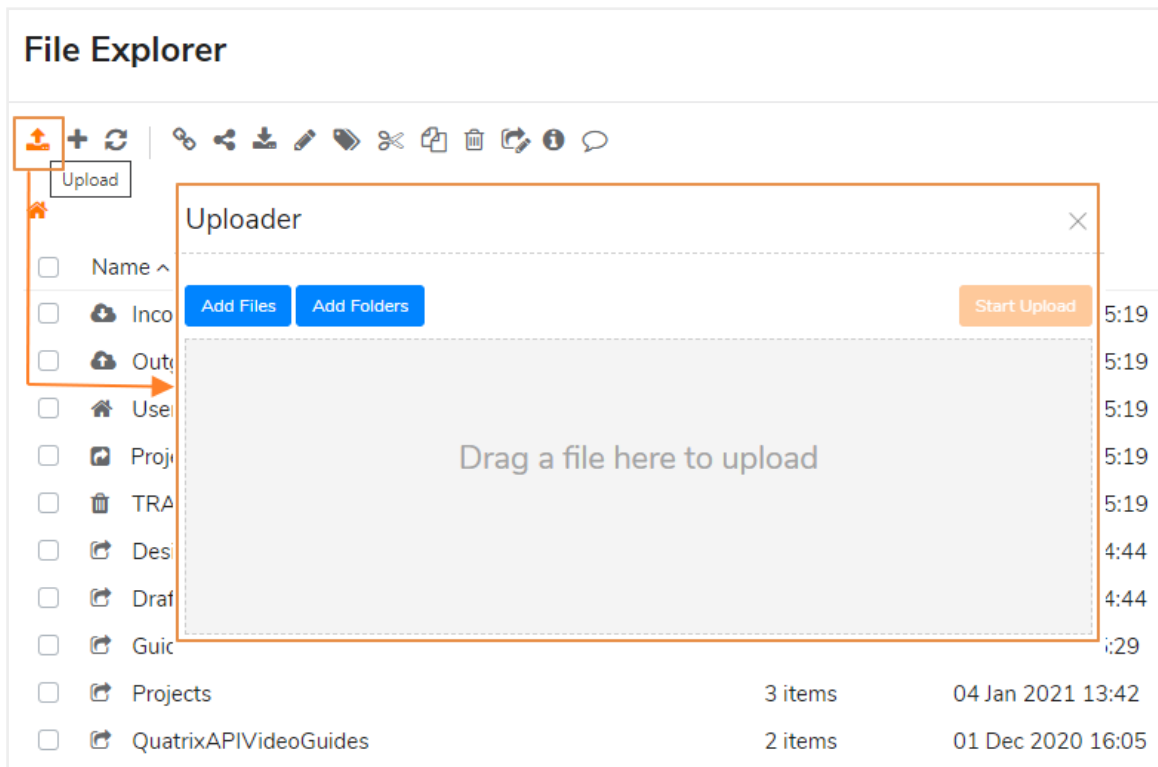 File Explorer
Upload
Uploader
Name
Add Files Add Folders Start Upload
Inco 5:19
Out 5:19
User 5:19
Drag a file here to upload
Proj 5:19
TRA 5:19
Desi 4:44
Draf 4:44
Guid :29
Projects 3 items 04 Jan 2021 13:42
QuatrixAPIVideoGuides 2 items 01 Dec 2020 16:05